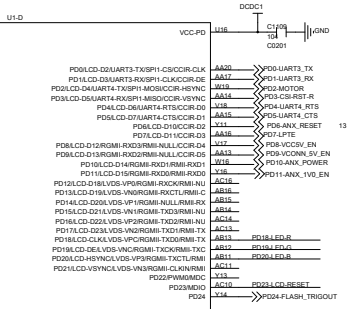 DCDC1
U1-D
VCC-PD U16 C1109 GND
104
C0201
PD0/LCD-D2/UART3-TX/SPI1-CS/CCIR-CLK AA20 PD0-UART3_TX
PD1/LCD-D3/UART3-RX/SPI1-CLK/CCIR-DE AA17 PD1-UART3_RX
PD2/LCD-D4/UART4-TX/SPI1-MOSI/CCIR-HSYNC W19 PD2-MOTOR
PD3/LCD-D5/UART4-RX/SPI1-MISO/CCIR-VSYNC AA14 PD3-CSI-RST-R
PD4/LCD-D6/UART4-RTS/CCIR-D0 V18 PD4-UART4_RTS
PD5/LCD-D7/UART4-CTS/CCIR-D1 AA15 PD5-UART4_CTS
PD6/LCD-D10/CCIR-D2 Y11 PD6-ANX_RESET 13
PD7/LCD-D11/CCIR-D3 AA16 PD7-LPTE
PD8/LCD-D12/RGMII-RXD3/RMII-NULL/CCIR-D4 V17 PD8-VCC5V_EN
PD9/LCD-D13/RGMII-RXD2/RMII-NULL/CCIR-D5 AA13 PD9-VCONN_5V_EN
PD10/LCD-D14/RGMII-RXD1/RMII-RXD1 W16 PD10-ANX_POWER
PD11/LCD-D15/RGMII-RXD0/RMII-RXD0 Y16 PD11-ANX_1V0_EN
PD12/LCD-D18/LVDS-VP0/RGMII-RXCK/RMII-NU AC16
PD13/LCD-D19/LVDS-VN0/RGMII-RXCTL/RMII-C AB16
PD14/LCD-D20/LVDS-VP1/RGMII-NULL/RMII-RX AB15
PD15/LCD-D21/LVDS-VN1/RGMII-TXD3/RMII-NU AB14
PD16/LCD-D22/LVDS-VP2/RGMII-TXD2/RMII-NU AC14
PD17/LCD-D23/LVDS-VN2/RGMII-TXD1/RMII-TX AC13
PD18/LCD-CLK/LVDS-VPC/RGMII-TXD0/RMII-TX AB13 PD18-LED-R
PD19/LCD-DE/LVDS-VNC/RGMII-TXCK/RMII-TXC AB12 PD19-LED-G
PD20/LCD-HSYNC/LVDS-VP3/RGMII-TXCTL/RMII AB11 PD20-LED-B
PD21/LCD-VSYNC/LVDS-VN3/RGMII-CLKIN/RMII AC11
PD22/PWM0/MDC Y13
PD23/MDIO AC10 PD23-LCD-RESET
PD24 Y14 PD24-FLASH_TRIGOUT